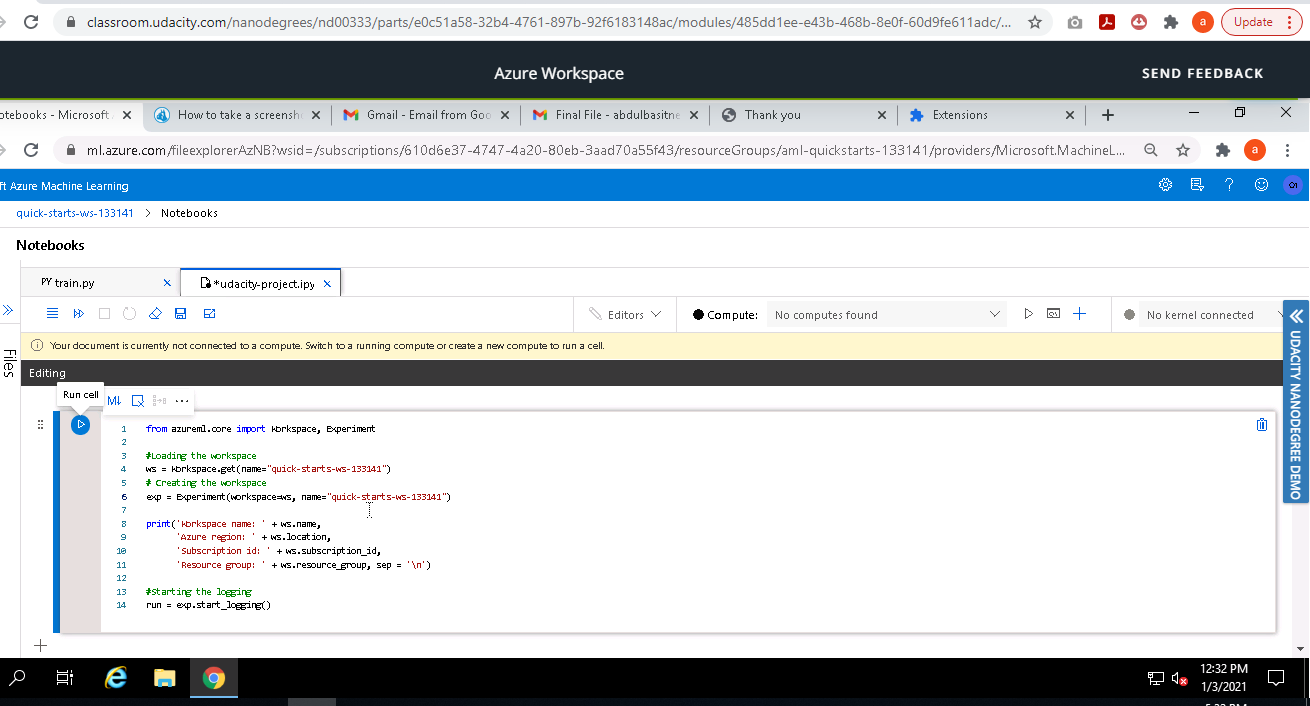 classroom.udacity.com/nanodegrees/nd00333/parts/e0c51a58-32b4-4761-897b-92f6183148ac/modules/485dd1ee-e43b-468b-8e0f-60d9fe611adc/...
a
Update
Azure Workspace
SEND FEEDBACK
otebooks - Microsoft
How to take a screensh
Gmail - Email from Goo
Final File - abdulbasitne
Thank you
Extensions
ml.azure.com/fileexplorerAzNB?wsid=/subscriptions/610d6e37-4747-4a20-80eb-3aad70a55f43/resourceGroups/aml-quickstarts-133141/providers/Microsoft.MachineL...
a
ft Azure Machine Learning
quick-starts-ws-133141 > Notebooks
Notebooks
PY train.py
*udacity-project.ipy
Editors
Compute:
No computes found
No kernel connected
Your document is currently not connected to a compute. Switch to a running compute or create a new compute to run a cell.
Files
Editing
Run cell
M↓
1 from azureml.core import Workspace, Experiment
2
3 #Loading the workspace
4 ws = Workspace.get(name="quick-starts-ws-133141")
5 # Creating the workspace
6 exp = Experiment(workspace=ws, name="quick-starts-ws-133141")
7
8 print('Workspace name: ' + ws.name,
9 'Azure region: ' + ws.location,
10 'Subscription id: ' + ws.subscription_id,
11 'Resource group: ' + ws.resource_group, sep = '\n')
12
13 #Starting the logging
14 run = exp.start_logging()
UDACITY NANODEGREE DEMO
12:32 PM
1/3/2021